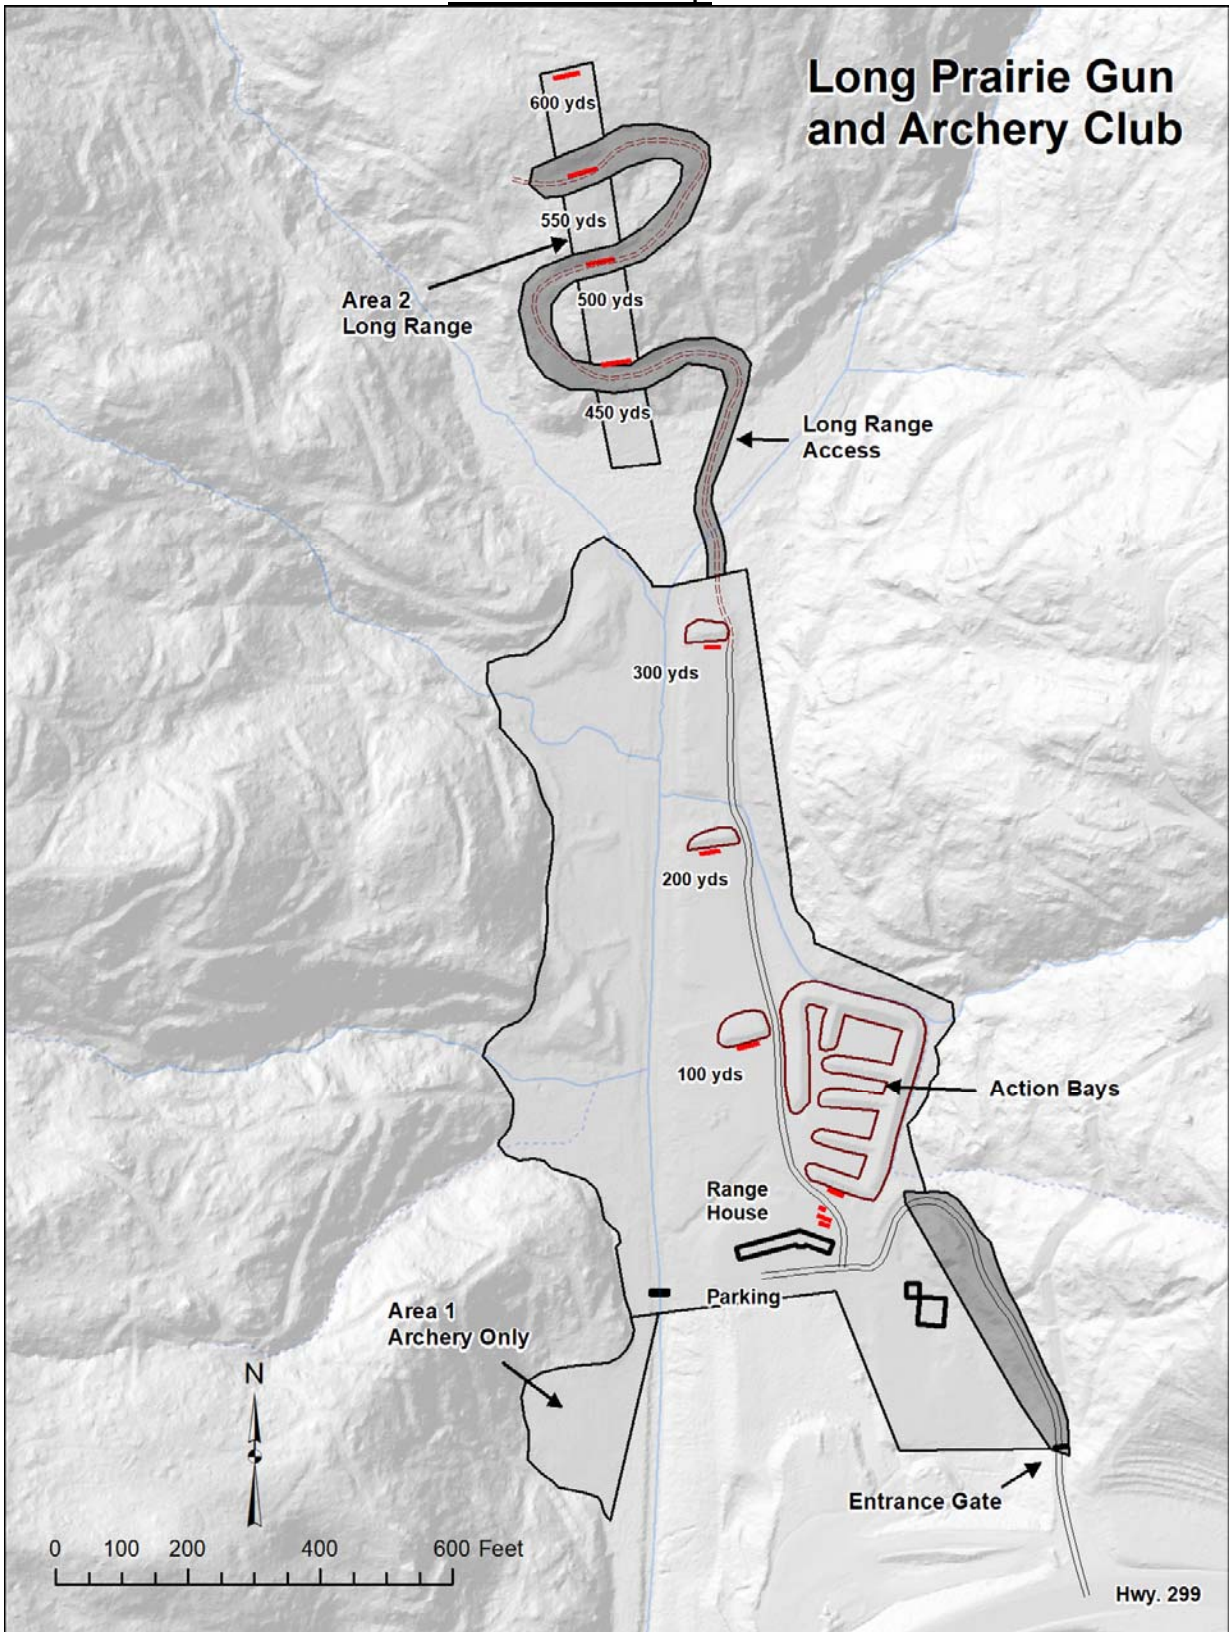 Long Prairie Gun
and Archery Club
600 yds
550 yds
Area 2
Long Range
500 yds
450 yds
Long Range
Access
300 yds
200 yds
100 yds
Action Bays
Range
House
Parking
Area 1
Archery Only
N
Entrance Gate
0 100 200 400 600 Feet
Hwy. 299